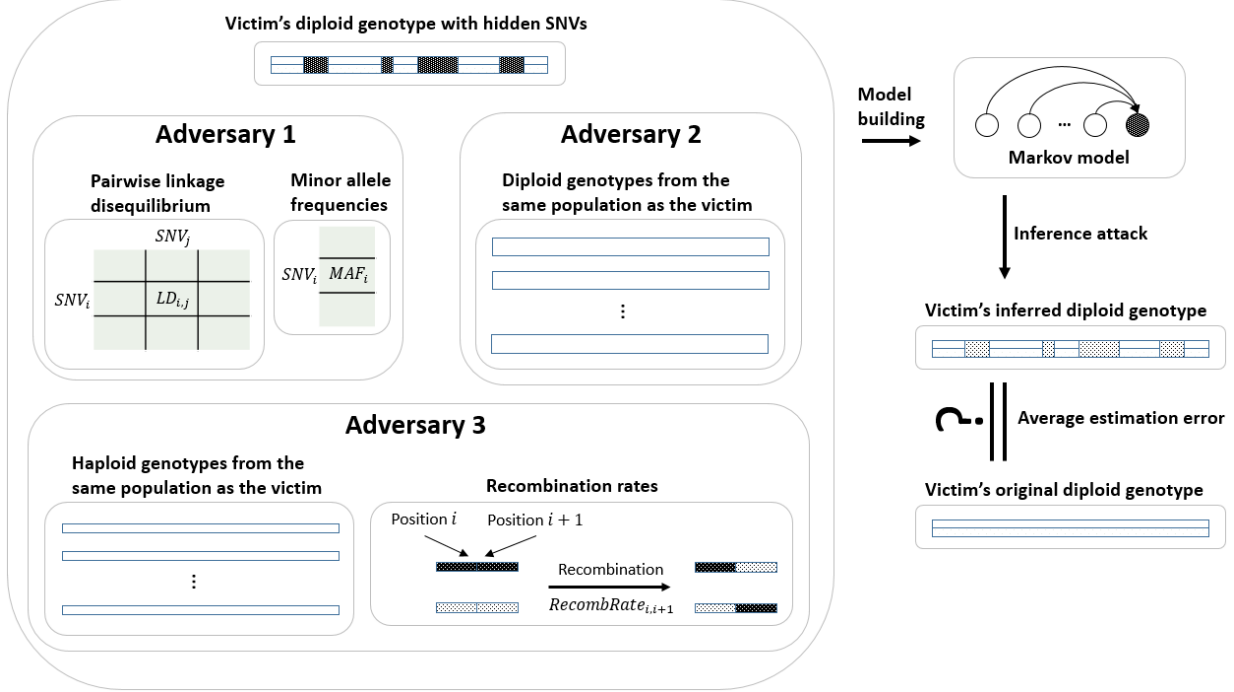 Victim's diploid genotype with hidden SNVs
Adversary 1
Pairwise linkage
disequilibrium
SNV_j
SNV_i
LD_{i,j}
Minor allele
frequencies
SNV_i
MAF_i
Adversary 2
Diploid genotypes from the
same population as the victim
⋮
Adversary 3
Haploid genotypes from the
same population as the victim
⋮
Recombination rates
Position i
Position i + 1
Recombination
RecombRate_{i,i+1}
Model
building
...
Markov model
Inference attack
Victim's inferred diploid genotype
?
Average estimation error
Victim's original diploid genotype